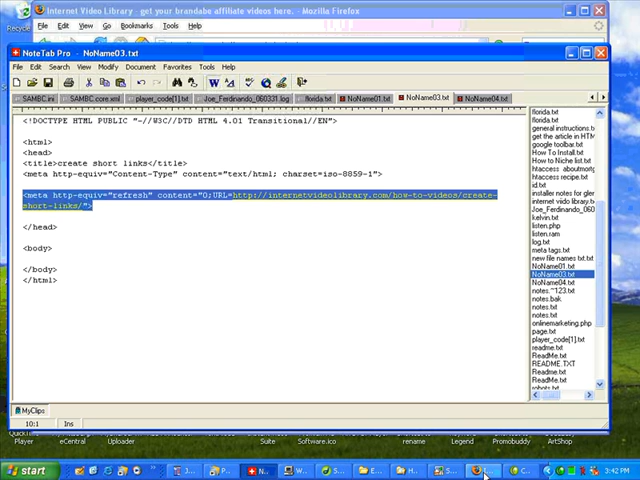 Internet Video Library - get your brandabe affiliate videos here. - Mozilla Firefox
File Edit View Go Bookmarks Tools Help
NoteTab Pro - NoName03.txt
File Edit Search View Modify Document Favorites Tools Help
SAMBC.ini SAMBC.core.xml player_code[1].txt Joe_Ferdinando_060331.log florida.txt NoName01.txt NoName03.txt NoName04.txt
<!DOCTYPE HTML PUBLIC "-//W3C//DTD HTML 4.01 Transitional//EN">
<html>
<head>
<title>create short links</title>
<meta http-equiv="Content-Type" content="text/html; charset=iso-8859-1">
<meta http-equiv="refresh" content="0;URL=http://internetvideolibrary.com/how-to-videos/create-
short-links/">
</head>
<body>
</body>
</html>
florida.txt
florida.txt
general instructions.t
get the article in HTM
google toolbar.txt
How To Install.txt
How to Niche list.txt
htaccess aboutmotg
htaccess recipe.txt
id.txt
installer notes for glen
Joe_Ferdinando_060
kelvin.txt
listen.php
listen.ram
log.txt
meta tags.txt
new file names txt.txt
NoName01.txt
NoName03.txt
NoName04.txt
notes.~123.txt
notes.bak
notes.txt
notes.txt
onlinemarketing.php
page.txt
player_code[1].txt
readme.txt
ReadMe.txt
README.TXT
Readme.txt
ReadMe.txt
MyClips
10:1 Ins
Player eCentral Uploader Suite Software.ico rename Legend Promobuddy ArtShop
start 3:42 PM